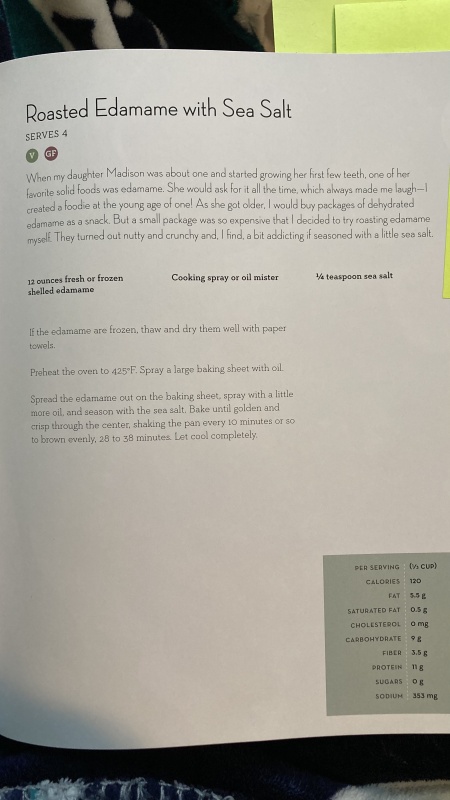 Roasted Edamame with Sea Salt
SERVES 4
V GF
When my daughter Madison was about one and started growing her first few teeth, one of her
favorite solid foods was edamame. She would ask for it all the time, which always made me laugh—I
created a foodie at the young age of one! As she got older, I would buy packages of dehydrated
edamame as a snack. But a small package was so expensive that I decided to try roasting edamame
myself. They turned out nutty and crunchy and, I find, a bit addicting if seasoned with a little sea salt.
12 ounces fresh or frozen
shelled edamame
Cooking spray or oil mister
¼ teaspoon sea salt
If the edamame are frozen, thaw and dry them well with paper
towels.
Preheat the oven to 425°F. Spray a large baking sheet with oil.
Spread the edamame out on the baking sheet, spray with a little
more oil, and season with the sea salt. Bake until golden and
crisp through the center, shaking the pan every 10 minutes or so
to brown evenly, 28 to 38 minutes. Let cool completely.
PER SERVING (½ CUP)
CALORIES 120
FAT 5.5 g
SATURATED FAT 0.5 g
CHOLESTEROL 0 mg
CARBOHYDRATE 9 g
FIBER 3.5 g
PROTEIN 11 g
SUGARS 0 g
SODIUM 353 mg